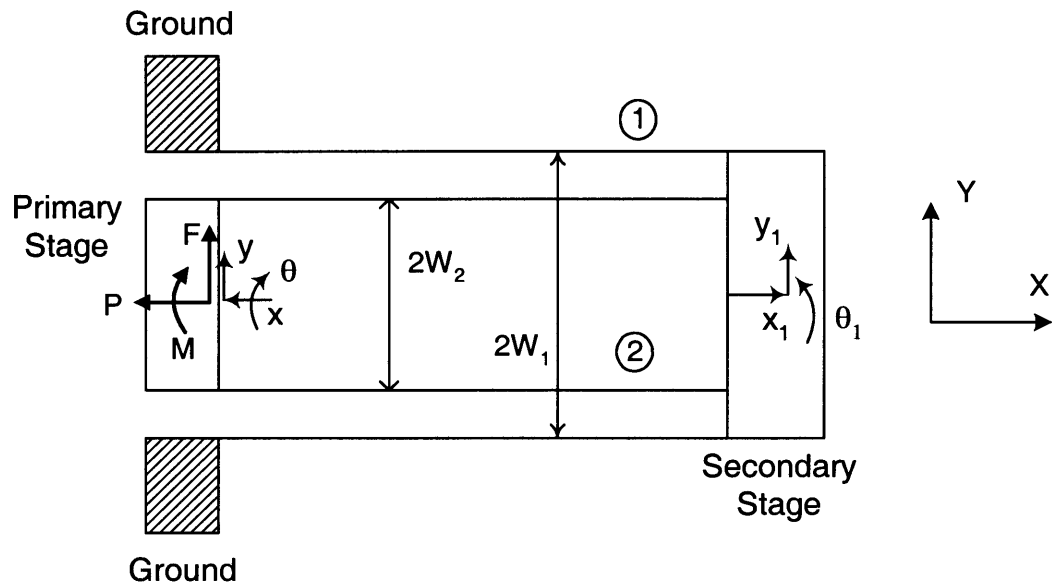 Ground
1
Primary
Stage
F
y
θ
P
x
M
2W₂
2W₁
2
y₁
x₁
θ₁
Y
X
Secondary
Stage
Ground